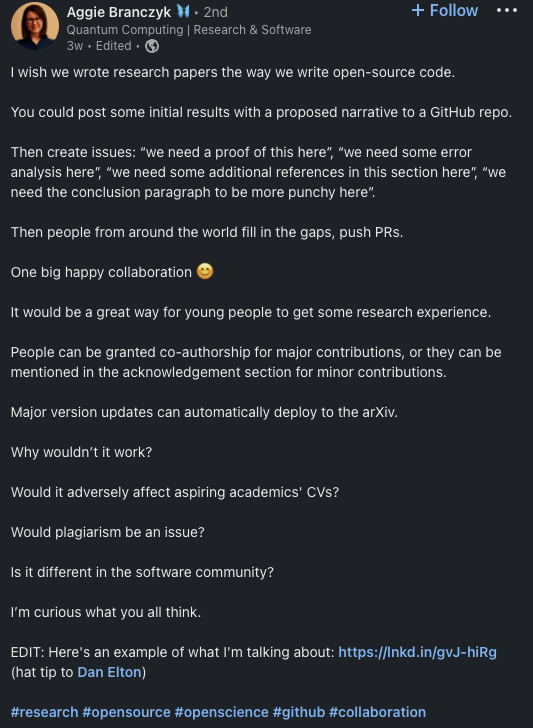 Aggie Branczyk 🦋 · 2nd
+ Follow ···
Quantum Computing | Research & Software
3w • Edited •
I wish we wrote research papers the way we write open-source code.
You could post some initial results with a proposed narrative to a GitHub repo.
Then create issues: “we need a proof of this here”, “we need some error
analysis here”, “we need some additional references in this section here”, “we
need the conclusion paragraph to be more punchy here”.
Then people from around the world fill in the gaps, push PRs.
One big happy collaboration 😊
It would be a great way for young people to get some research experience.
People can be granted co-authorship for major contributions, or they can be
mentioned in the acknowledgement section for minor contributions.
Major version updates can automatically deploy to the arXiv.
Why wouldn’t it work?
Would it adversely affect aspiring academics' CVs?
Would plagiarism be an issue?
Is it different in the software community?
I’m curious what you all think.
EDIT: Here's an example of what I'm talking about: https://lnkd.in/gvJ-hiRg
(hat tip to Dan Elton)
#research #opensource #openscience #github #collaboration